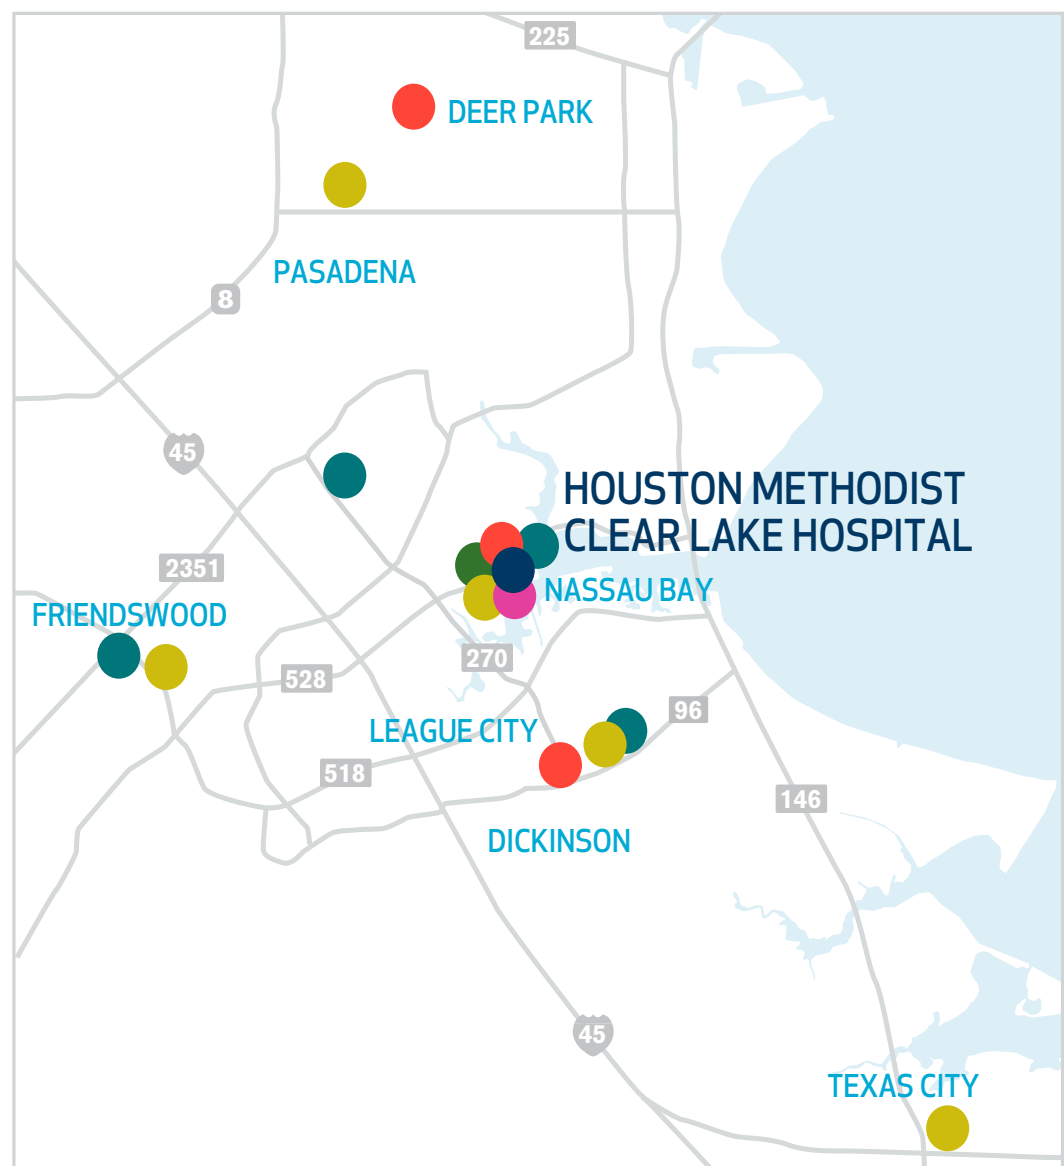 225
DEER PARK
PASADENA
8
45
HOUSTON METHODIST
CLEAR LAKE HOSPITAL
2351
NASSAU BAY
FRIENDSWOOD
270
528
96
LEAGUE CITY
518
146
DICKINSON
45
TEXAS CITY